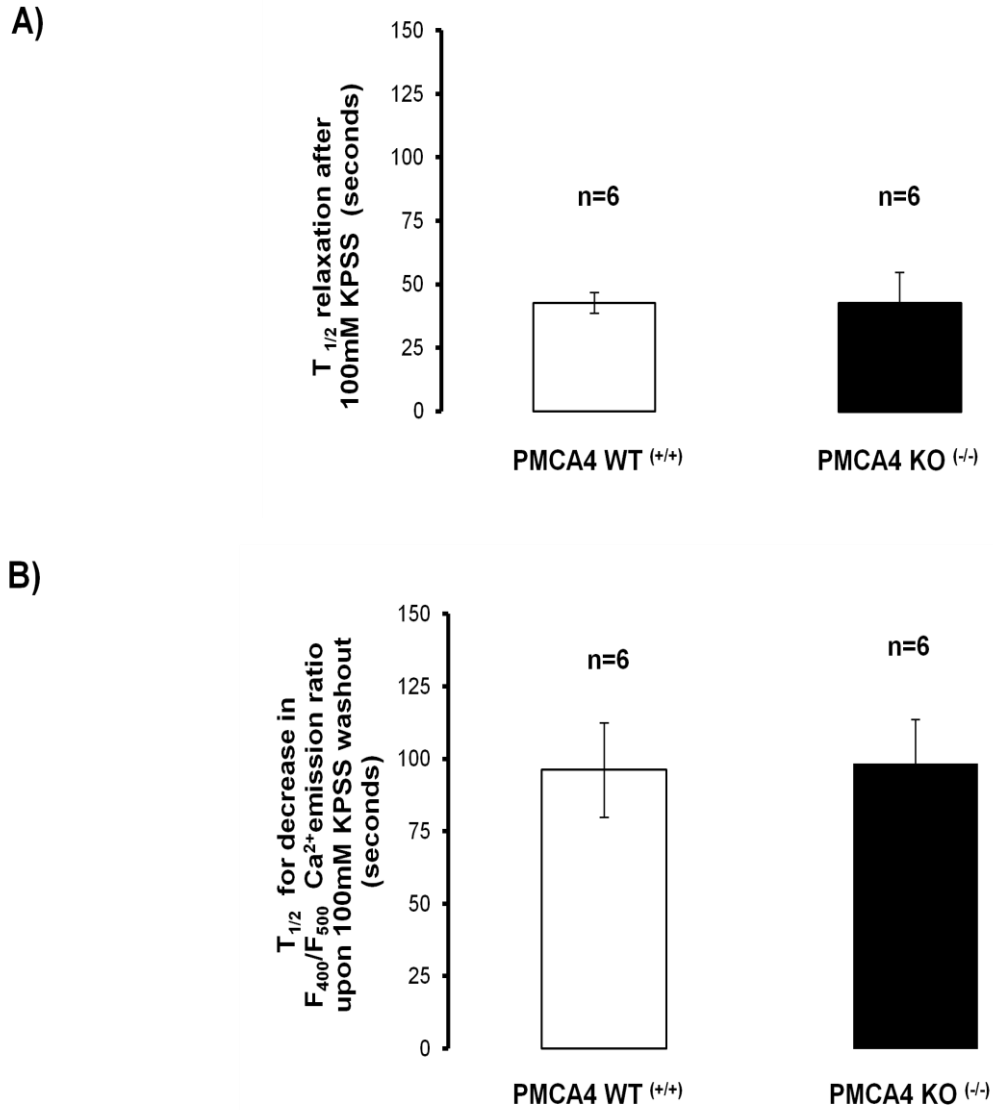 A)
T 1/2 relaxation after
100mM KPSS (seconds)
150
125
100
75
50
25
0
n=6
n=6
PMCA4 WT (+/+)
PMCA4 KO (-/-)
B)
T1/2 for decrease in
F400/F500 Ca2+emission ratio
upon 100mM KPSS washout
(seconds)
150
125
100
75
50
25
0
n=6
n=6
PMCA4 WT (+/+)
PMCA4 KO (-/-)